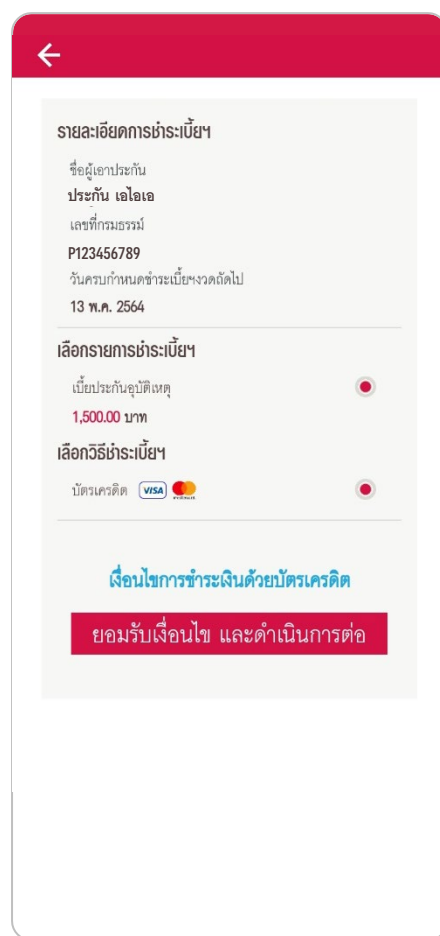 รายละเอียดการชำระเบี้ยฯ
ชื่อผู้เอาประกัน
ประกัน เอไอเอ
เลขที่กรมธรรม์
P123456789
วันครบกำหนดชำระเบี้ยฯงวดถัดไป
13 พ.ค. 2564
เลือกรายการชำระเบี้ยฯ
เบี้ยประกันอุบัติเหตุ
1,500.00 บาท
เลือกวิธีชำระเบี้ยฯ
บัตรเครดิต VISA
เงื่อนไขการชำระเงินด้วยบัตรเครดิต
ยอมรับเงื่อนไข และดำเนินการต่อ